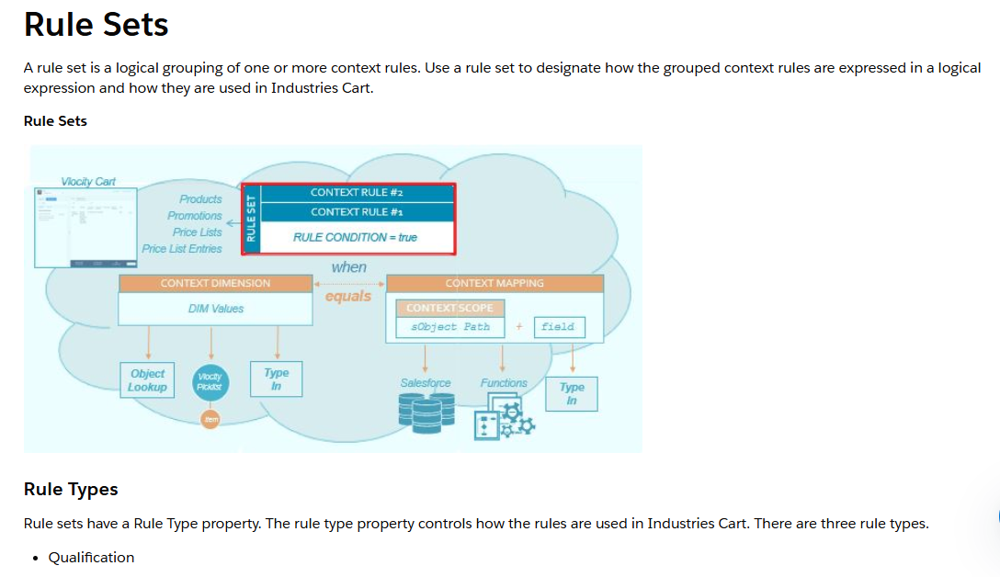 Rule Sets
A rule set is a logical grouping of one or more context rules. Use a rule set to designate how the grouped context rules are expressed in a logical
expression and how they are used in Industries Cart.
Rule Sets
Vlocity Cart
Products
Promotions
Price Lists
Price List Entries
RULE SET
CONTEXT RULE #2
CONTEXT RULE #1
RULE CONDITION = true
when
equals
CONTEXT DIMENSION
DIM Values
CONTEXT MAPPING
CONTEXT SCOPE
sObject Path + field
Object
Lookup
Vlocity
Picklist
Item
Type
In
Salesforce
Functions
Type
In
Rule Types
Rule sets have a Rule Type property. The rule type property controls how the rules are used in Industries Cart. There are three rule types.
• Qualification